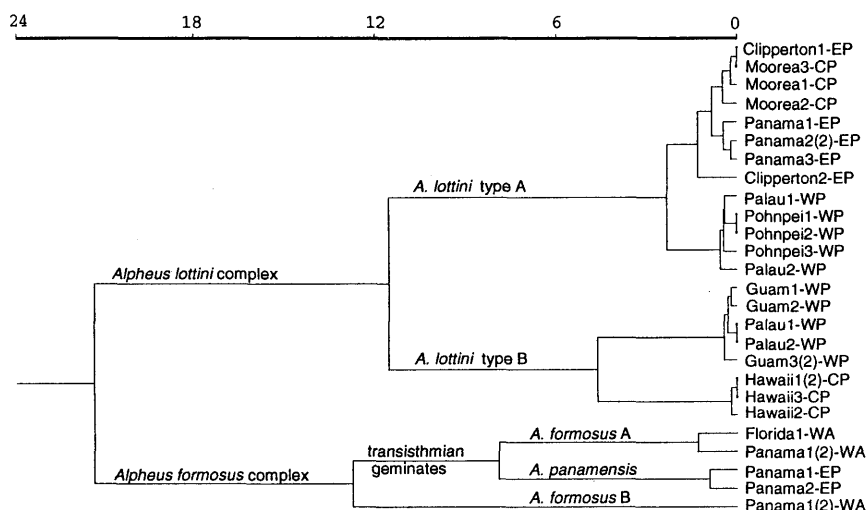 24 18 12 6 0
Clipperton1-EP
Moorea3-CP
Moorea1-CP
Moorea2-CP
Panama1-EP
Panama2(2)-EP
Panama3-EP
Clipperton2-EP
A. lottini type A
Palau1-WP
Pohnpei1-WP
Pohnpei2-WP
Pohnpei3-WP
Palau2-WP
Alpheus lottini complex
Guam1-WP
Guam2-WP
Palau1-WP
Palau2-WP
A. lottini type B
Guam3(2)-WP
Hawaii1(2)-CP
Hawaii3-CP
Hawaii2-CP
A. formosus A
Florida1-WA
transisthmian
geminates
Panama1(2)-WA
Alpheus formosus complex
A. panamensis
Panama1-EP
Panama2-EP
A. formosus B
Panama1(2)-WA